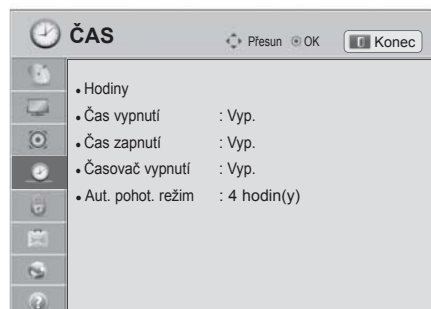 ČAS Přesun OK Konec
• Hodiny
• Čas vypnutí : Vyp.
• Čas zapnutí : Vyp.
• Časovač vypnutí : Vyp.
• Aut. pohot. režim : 4 hodin(y)